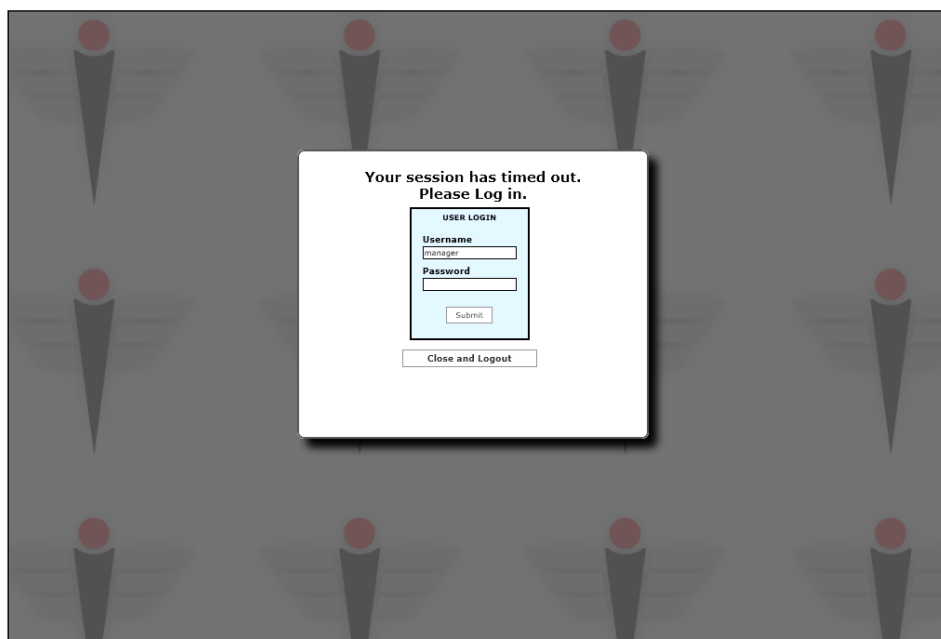 Your session has timed out.
Please Log in.
USER LOGIN
Username
manager
Password
Submit
Close and Logout